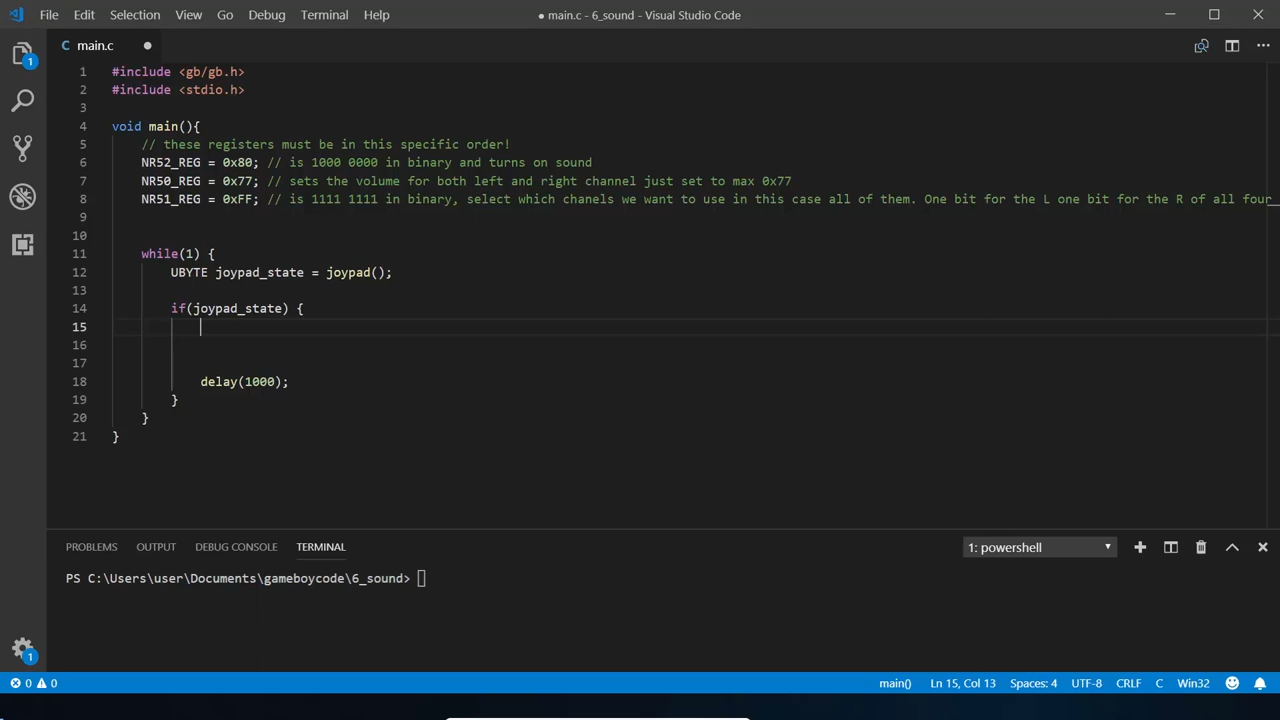 File Edit Selection View Go Debug Terminal Help
● main.c - 6_sound - Visual Studio Code
C main.c
1 #include <gb/gb.h>
2 #include <stdio.h>
3
4 void main(){
5 // these registers must be in this specific order!
6 NR52_REG = 0x80; // is 1000 0000 in binary and turns on sound
7 NR50_REG = 0x77; // sets the volume for both left and right channel just set to max 0x77
8 NR51_REG = 0xFF; // is 1111 1111 in binary, select which chanels we want to use in this case all of them. One bit for the L one bit for the R of all four
9
10
11 while(1) {
12 UBYTE joypad_state = joypad();
13
14 if(joypad_state) {
15
16
17
18 delay(1000);
19 }
20 }
21 }
1
1
PROBLEMS OUTPUT DEBUG CONSOLE TERMINAL 1: powershell
PS C:\Users\user\Documents\gameboycode\6_sound>
0 0 main() Ln 15, Col 13 Spaces: 4 UTF-8 CRLF C Win32